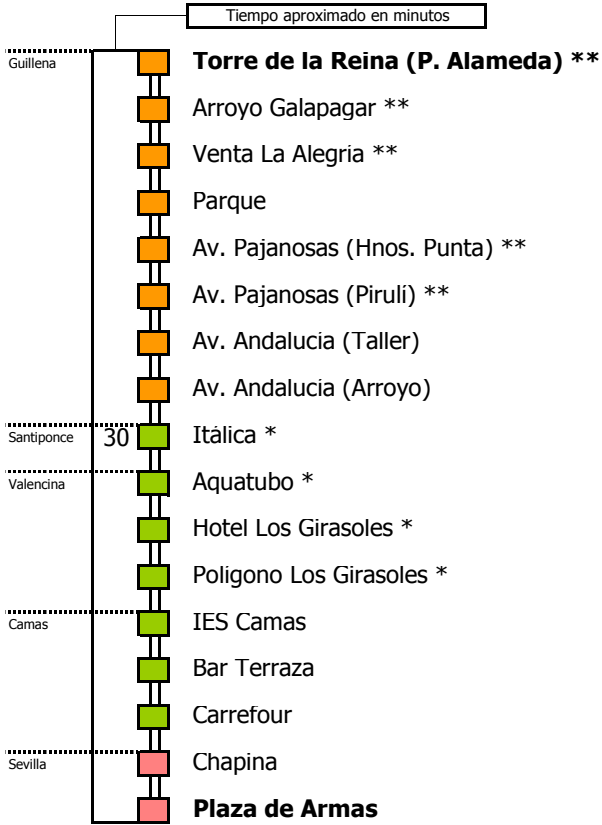 Tiempo aproximado en minutos
Guillena
Torre de la Reina (P. Alameda) **
Arroyo Galapagar **
Venta La Alegria **
Parque
Av. Pajanosas (Hnos. Punta) **
Av. Pajanosas (Pirulí) **
Av. Andalucia (Taller)
Av. Andalucia (Arroyo)
Santiponce
30
Itálica *
Valencina
Aquatubo *
Hotel Los Girasoles *
Poligono Los Girasoles *
Camas
IES Camas
Bar Terraza
Carrefour
Sevilla
Chapina
Plaza de Armas